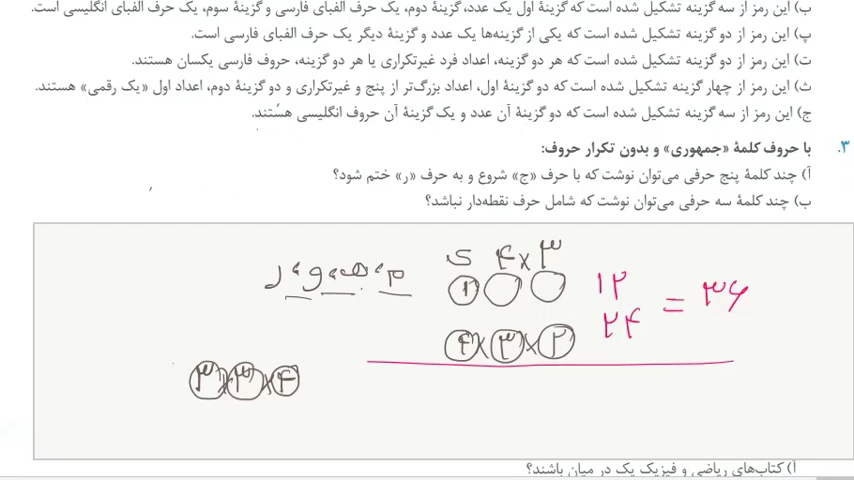 ب) این رمز از سه گزینه تشکیل شده است که گزینهٔ اول یک عدد، گزینهٔ دوم، یک حرف الفبای فارسی و گزینهٔ سوم، یک حرف الفبای انگلیسی است.
پ) این رمز از دو گزینه تشکیل شده است که یکی از گزینه‌ها یک عدد و گزینهٔ دیگر یک حرف الفبای فارسی است.
ت) این رمز از دو گزینه تشکیل شده است که هر دو گزینه، اعداد فرد غیرتکراری یا هر دو گزینه، حروف فارسی یکسان هستند.
ث) این رمز از چهار گزینه تشکیل شده است که دو گزینهٔ اول، اعداد بزرگ‌تر از پنج و غیرتکراری و دو گزینهٔ دوم، اعداد اول «یک رقمی» هستند.
ج) این رمز از سه گزینه تشکیل شده است که دو گزینهٔ آن عدد و یک گزینهٔ آن حروف انگلیسی هستند.
۳. با حروف کلمهٔ «جمهوری» و بدون تکرار حروف:
آ) چند کلمهٔ پنج حرفی می‌توان نوشت که با حرف «ج» شروع و به حرف «ر» ختم شود؟
ب) چند کلمهٔ سه حرفی می‌توان نوشت که شامل حرف نقطه‌دار نباشد؟
ی ۴×۳
م، ه، و، ر
۱ ۱۲
۴×۳×۲ ۲۴ = ۳۶
۳×۳×۴
آ) کتاب‌های ریاضی و فیزیک یک در میان باشند؟